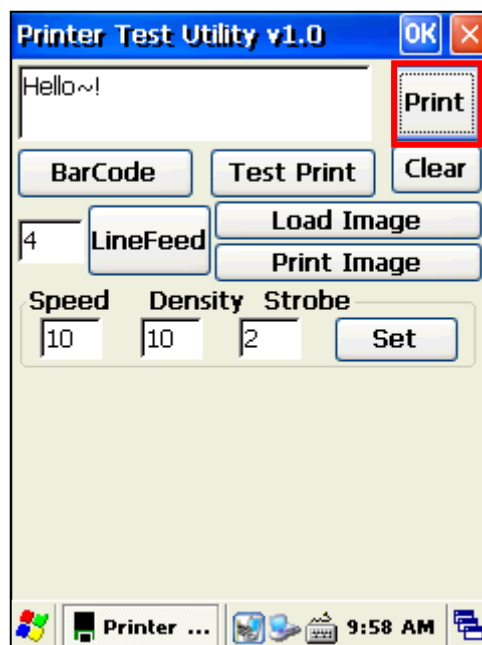 Printer Test Utility v1.0 OK
Hello~!
Print
BarCode Test Print Clear
4 LineFeed Load Image
Print Image
Speed Density Strobe
10 10 2 Set
Printer ... 9:58 AM